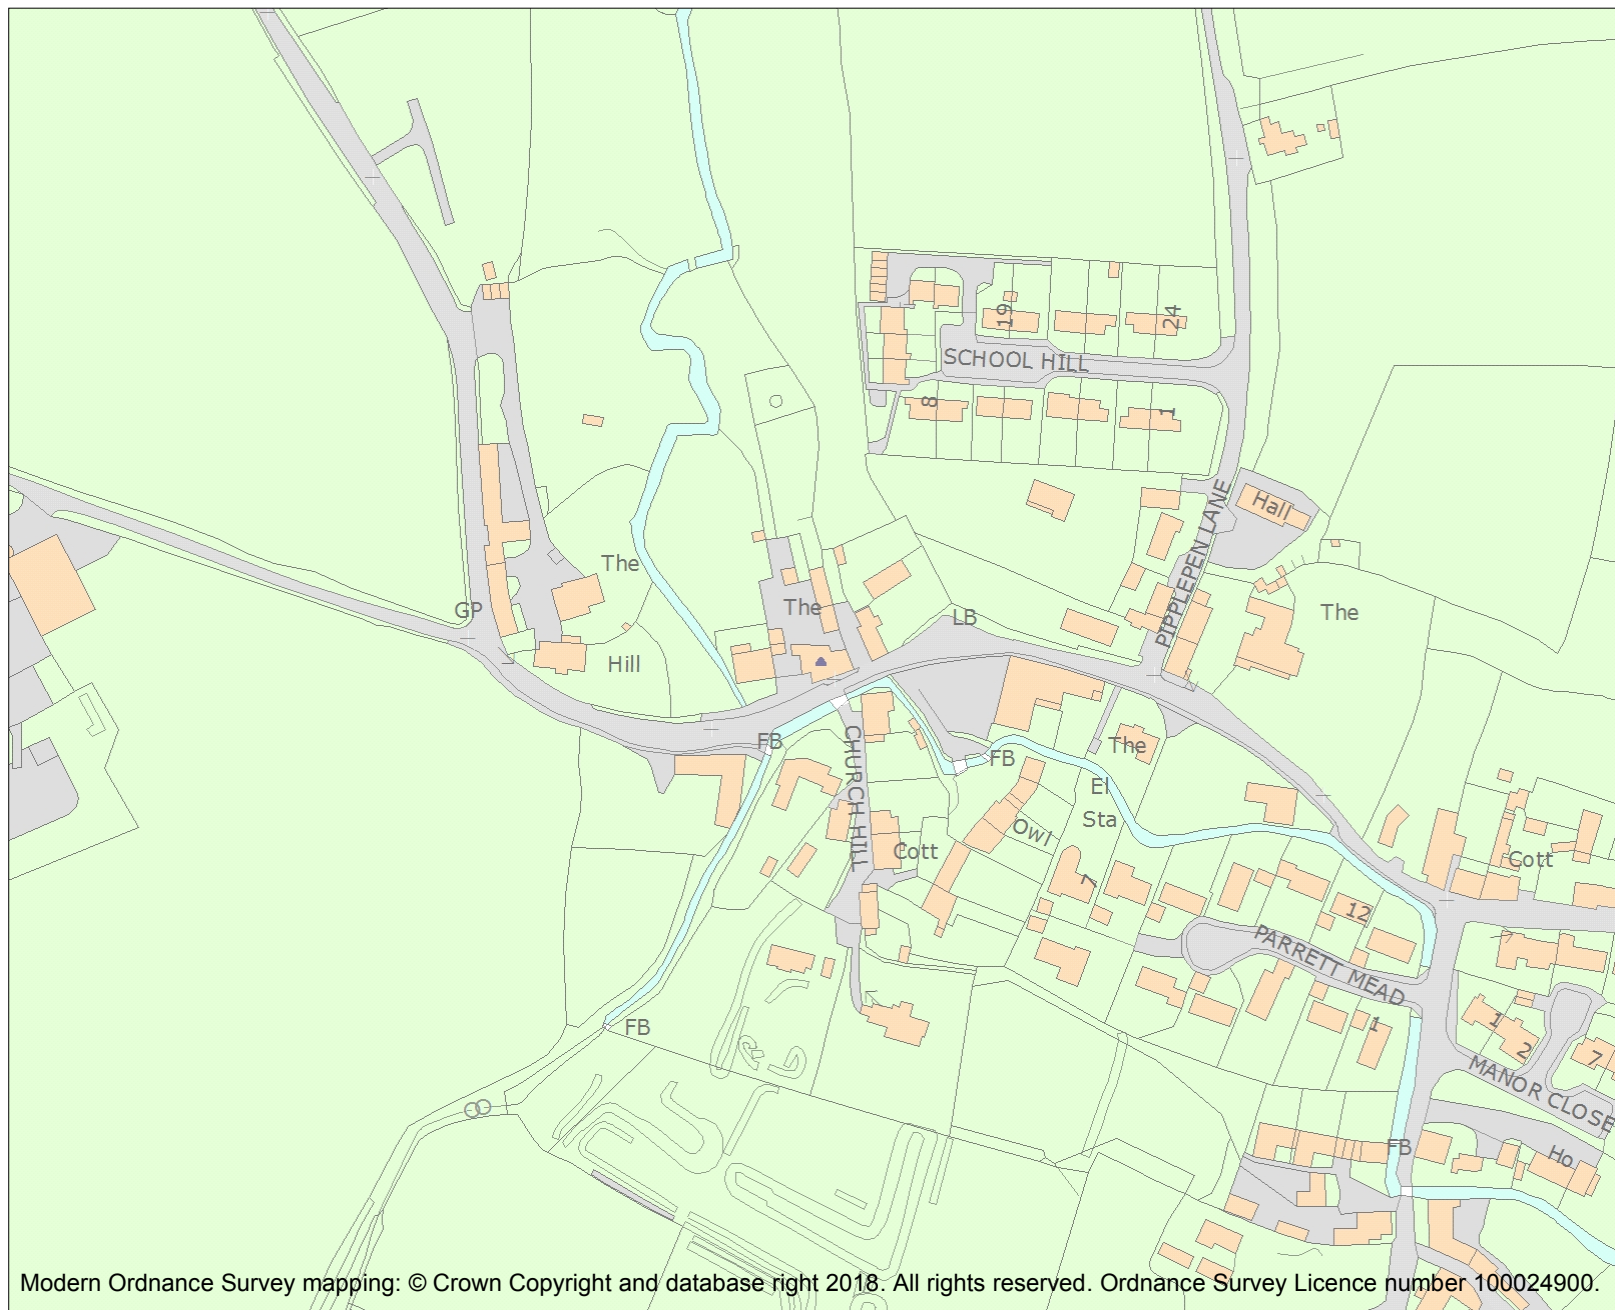 19
24
SCHOOL HILL
8
1
PIPPLEPEN LANE
Hall
The
GP
The
LB
The
Hill
FB
CHURCH HILL
FB
The
El
Sta
Owl
Cott
7
Cott
12
PARRETT MEAD
FB
1
1
2
7
MANOR CLOSE
FB
Ho
Modern Ordnance Survey mapping: © Crown Copyright and database right 2018. All rights reserved. Ordnance Survey Licence number 100024900.